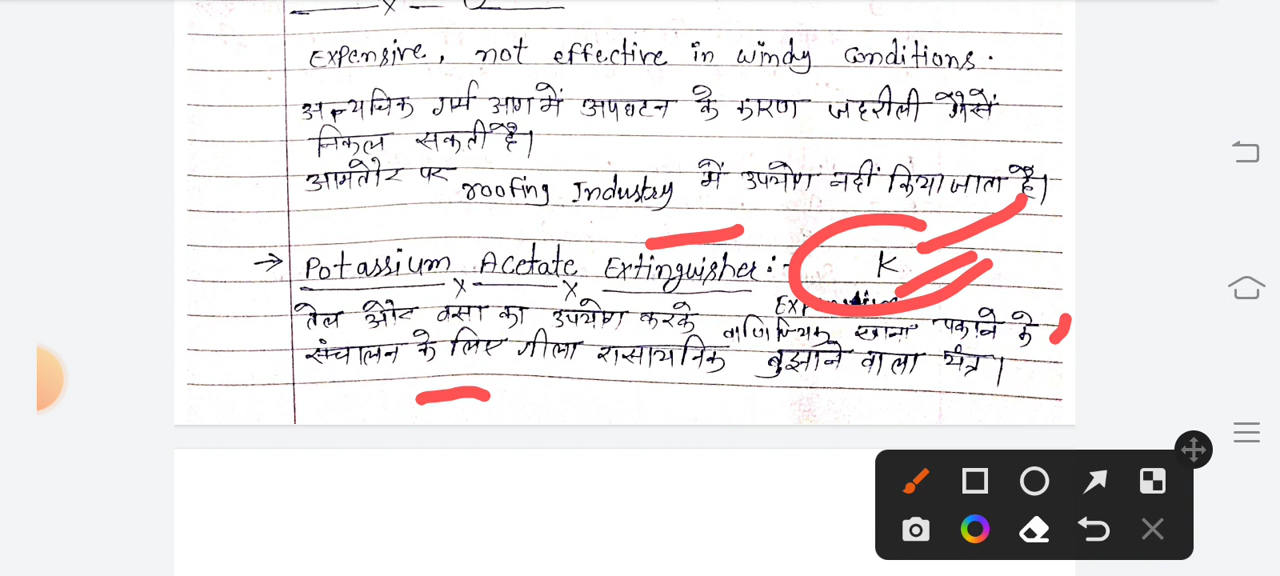 Expensive, not effective in windy conditions.
अत्यधिक गर्म आग में अपघटन के कारण जहरीली गैसें
निकल सकती है।
आमतौर पर roofing Industry में उपयोग नहीं किया जाता है।
→ Potassium Acetate Extinguisher:- K
तेल और वसा का उपयोग करके वाणिज्यिक खाना पकाने के
संचालन के लिए गीला रासायनिक बुझाने वाला यंत्र।